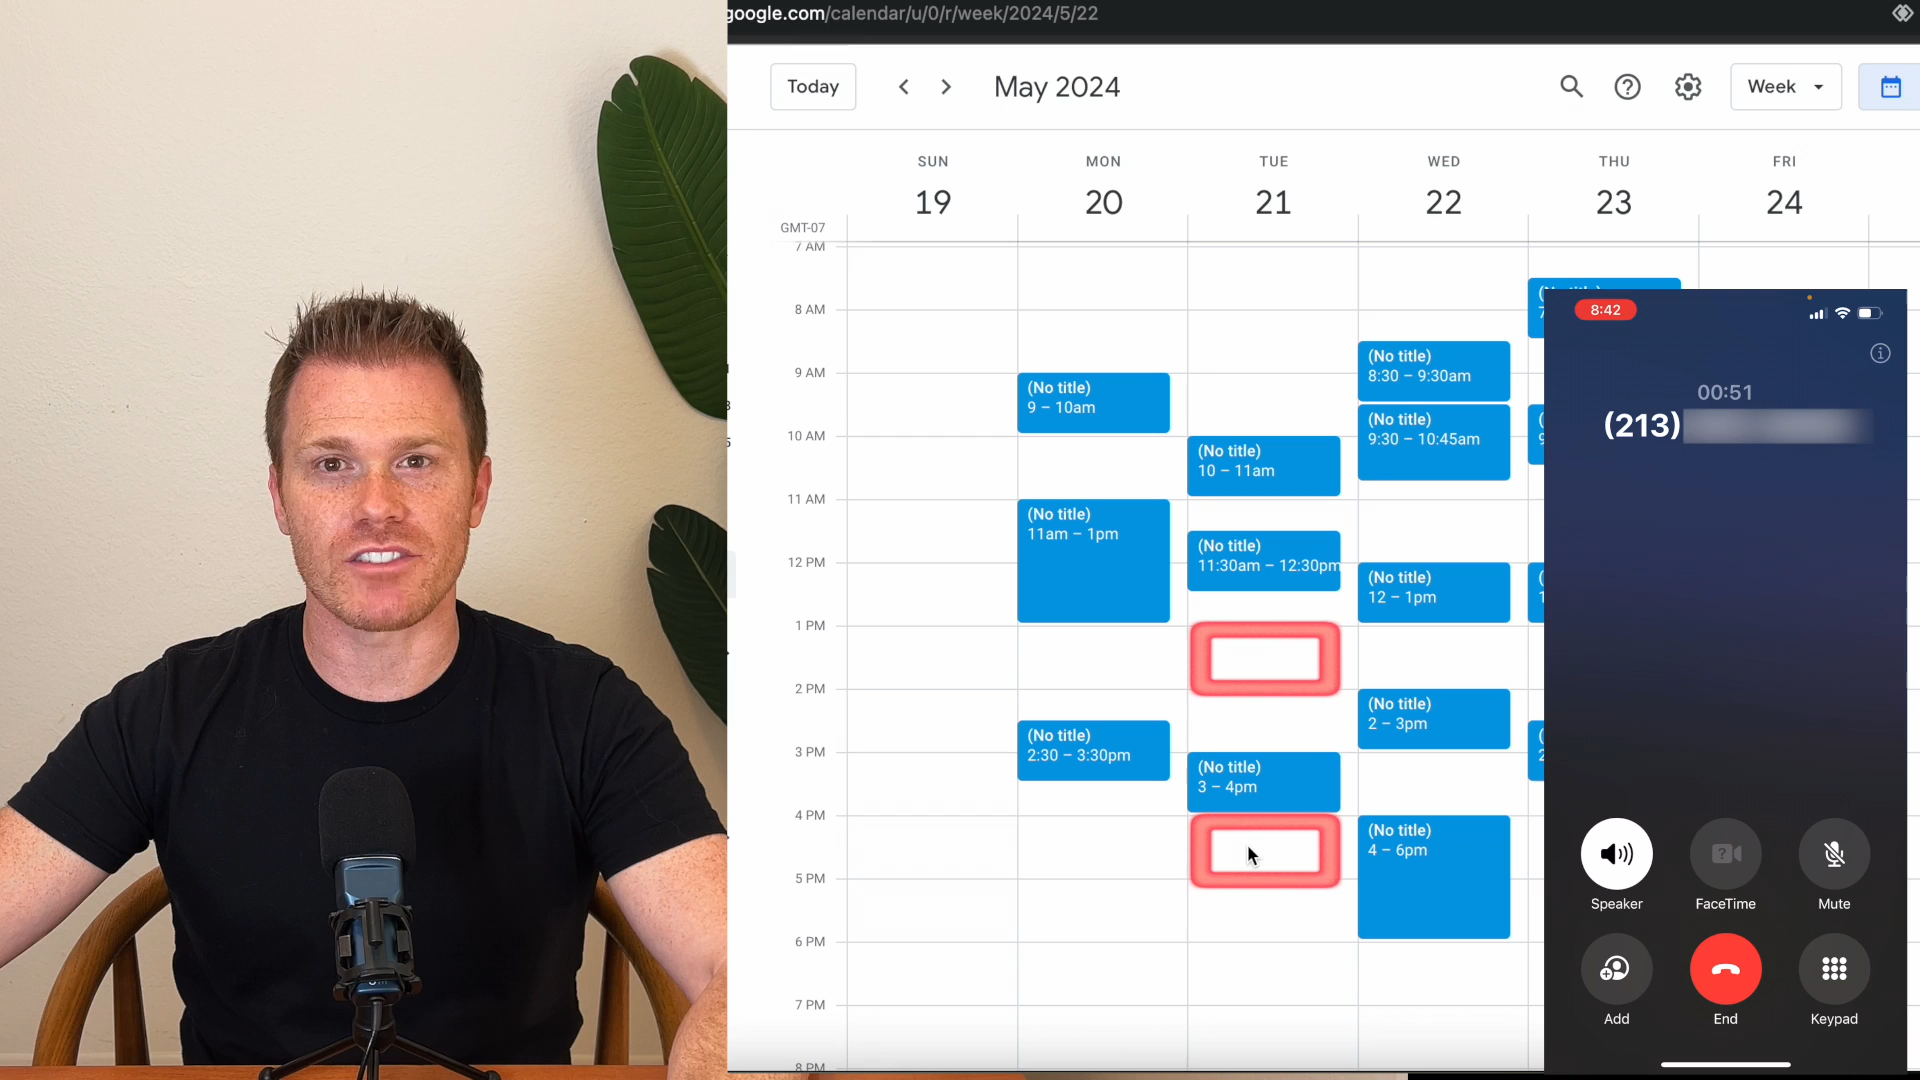 google.com/calendar/u/0/r/week/2024/5/22
Today
May 2024
Week
SUN
MON
TUE
WED
THU
FRI
19
20
21
22
23
24
GMT-07
7 AM
8 AM
9 AM
10 AM
11 AM
12 PM
1 PM
2 PM
3 PM
4 PM
5 PM
6 PM
7 PM
8 PM
(No title)
9 – 10am
(No title)
11am – 1pm
(No title)
2:30 – 3:30pm
(No title)
10 – 11am
(No title)
11:30am – 12:30pm
(No title)
3 – 4pm
(No title)
8:30 – 9:30am
(No title)
9:30 – 10:45am
(No title)
12 – 1pm
(No title)
2 – 3pm
(No title)
4 – 6pm
8:42
00:51
(213)
Speaker
FaceTime
Mute
Add
End
Keypad